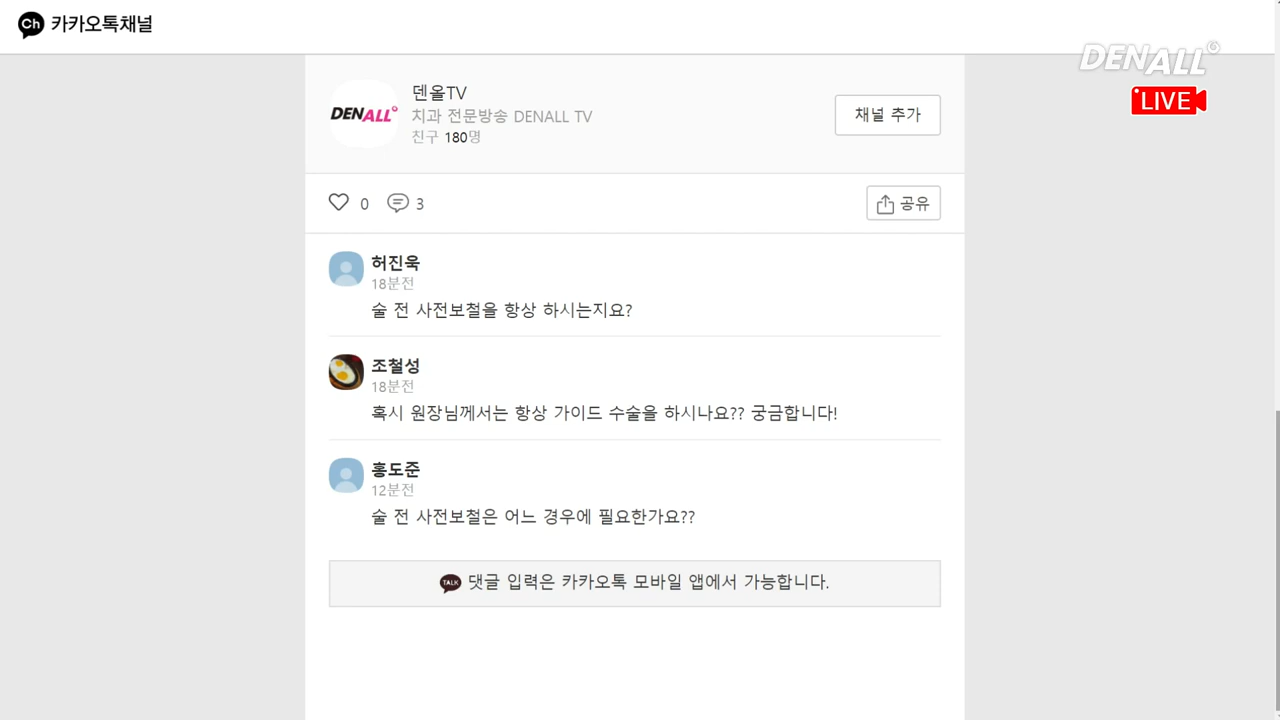 Ch 카카오톡채널
DENALL
LIVE
DENALL
덴올TV
치과 전문방송 DENALL TV
친구 180명
채널 추가
0 3
공유
허진욱
18분전
술 전 사전보철을 항상 하시는지요?
조철성
18분전
혹시 원장님께서는 항상 가이드 수술을 하시나요?? 궁금합니다!
홍도준
12분전
술 전 사전보철은 어느 경우에 필요한가요??
TALK 댓글 입력은 카카오톡 모바일 앱에서 가능합니다.